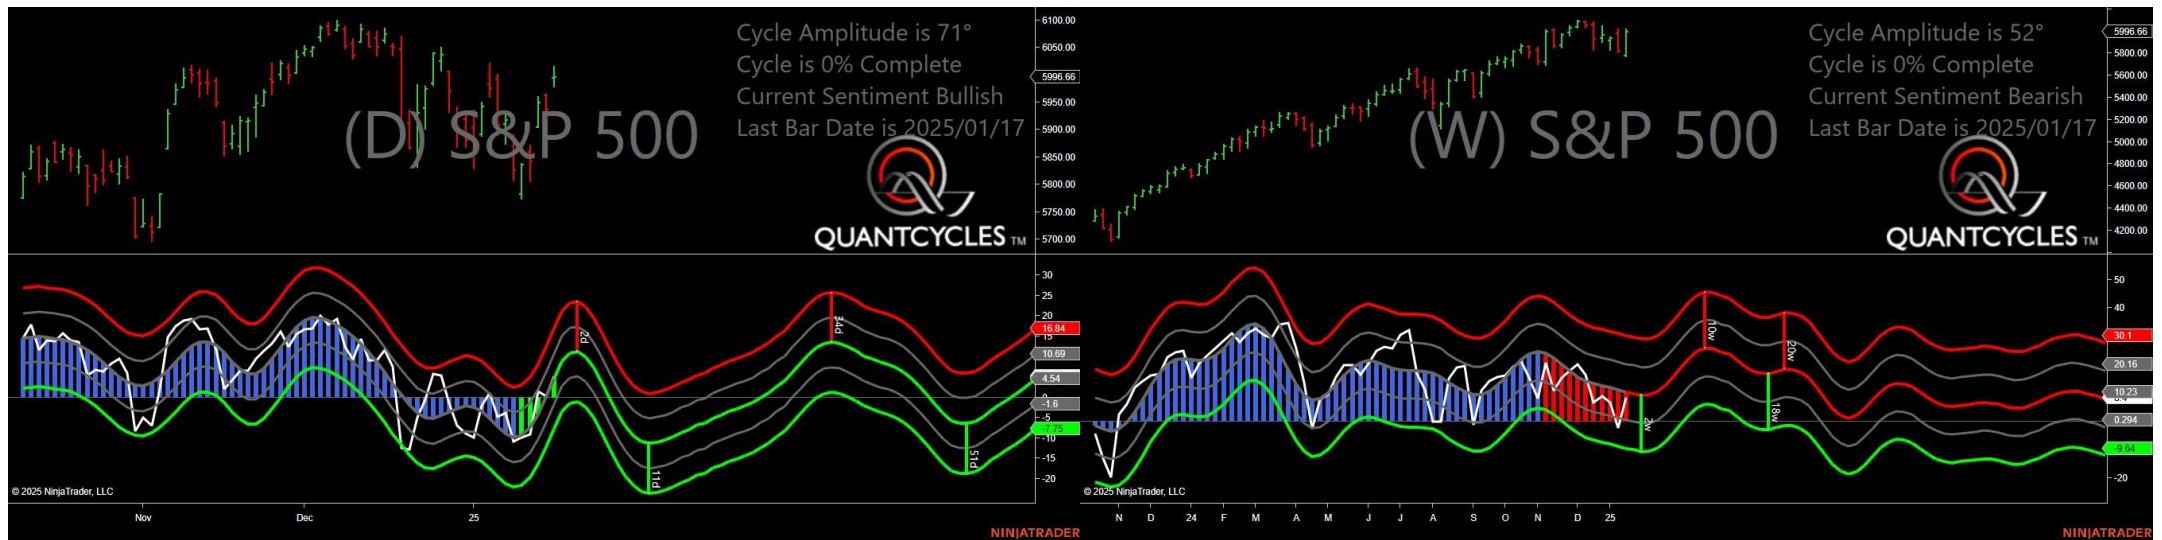 Cycle Amplitude is 71°
Cycle is 0% Complete
Current Sentiment Bullish
Last Bar Date is 2025/01/17
(D) S&P 500
QUANTCYCLES TM
6100.00
6050.00
5996.66
5950.00
5900.00
5850.00
5800.00
5750.00
5700.00
30
25
20
16.84
15
10.69
4.54
0
-1.6
-5
-7.75
-10
-15
-20
2d
11d
34d
51d
© 2025 NinjaTrader, LLC
Nov Dec 25
NINJATRADER
Cycle Amplitude is 52°
Cycle is 0% Complete
Current Sentiment Bearish
Last Bar Date is 2025/01/17
(W) S&P 500
QUANTCYCLES TM
5996.66
5800.00
5600.00
5400.00
5200.00
5000.00
4800.00
4600.00
4400.00
4200.00
50
40
30.1
20.16
10.23
0.294
-9.64
-20
2w
10w
18w
20w
© 2025 NinjaTrader, LLC
N D 24 F M A M J J A S O N D 25
NINJATRADER